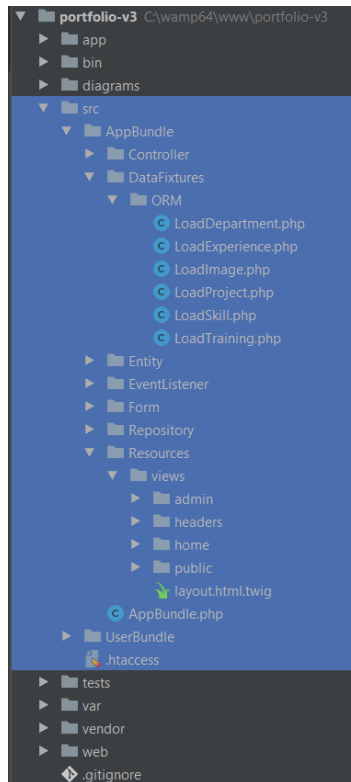 portfolio-v3 C:\wamp64\www\portfolio-v3
app
bin
diagrams
src
AppBundle
Controller
DataFixtures
ORM
LoadDepartment.php
LoadExperience.php
LoadImage.php
LoadProject.php
LoadSkill.php
LoadTraining.php
Entity
EventListener
Form
Repository
Resources
views
admin
headers
home
public
layout.html.twig
AppBundle.php
UserBundle
.htaccess
tests
var
vendor
web
.gitignore